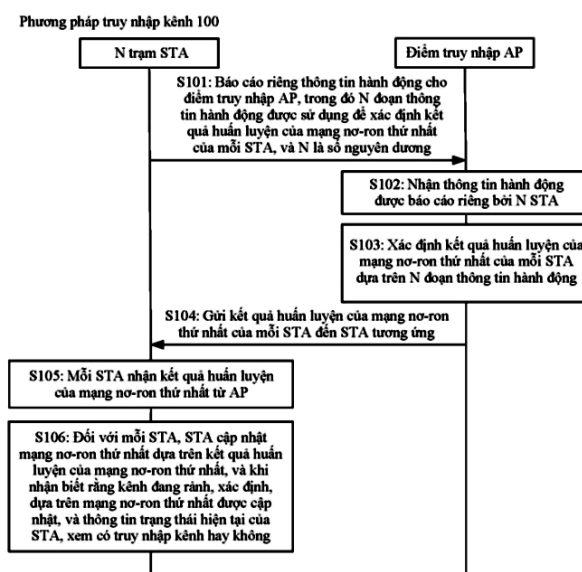 Phương pháp truy nhập kênh 100
N trạm STA
Điểm truy nhập AP
S101: Báo cáo riêng thông tin hành động cho
điểm truy nhập AP, trong đó N đoạn thông
tin hành động được sử dụng để xác định kết
quả huấn luyện của mạng nơ-ron thứ nhất
của mỗi STA, và N là số nguyên dương
S102: Nhận thông tin hành động
được báo cáo riêng bởi N STA
S103: Xác định kết quả huấn luyện của
mạng nơ-ron thứ nhất của mỗi STA
dựa trên N đoạn thông tin hành động
S104: Gửi kết quả huấn luyện của mạng nơ-ron
thứ nhất của mỗi STA đến STA tương ứng
S105: Mỗi STA nhận kết quả huấn luyện
của mạng nơ-ron thứ nhất từ AP
S106: Đối với mỗi STA, STA cập nhật
mạng nơ-ron thứ nhất dựa trên kết quả huấn
luyện của mạng nơ-ron thứ nhất, và khi
nhận biết rằng kênh đang rảnh, xác định,
dựa trên mạng nơ-ron thứ nhất được cập
nhật, và thông tin trạng thái hiện tại của
STA, xem có truy nhập kênh hay không